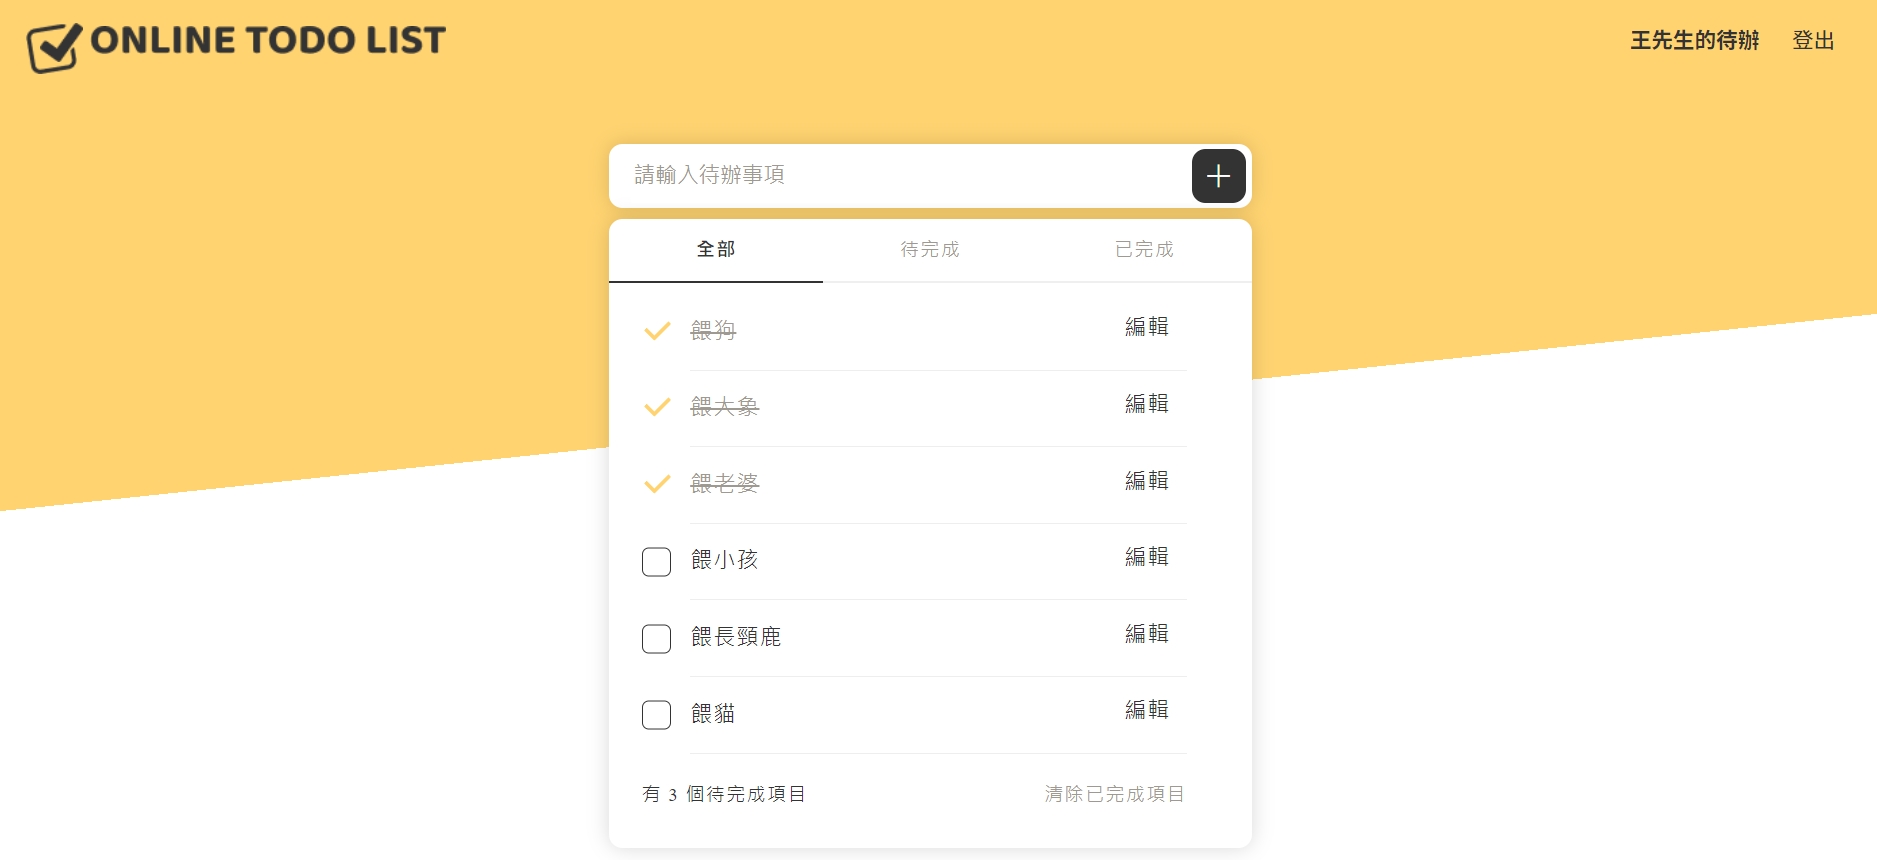 ONLINE TODO LIST
王先生的待辦 登出
請輸入待辦事項
全部 待完成 已完成
餵狗 編輯
餵大象 編輯
餵老婆 編輯
餵小孩 編輯
餵長頸鹿 編輯
餵貓 編輯
有 3 個待完成項目 清除已完成項目